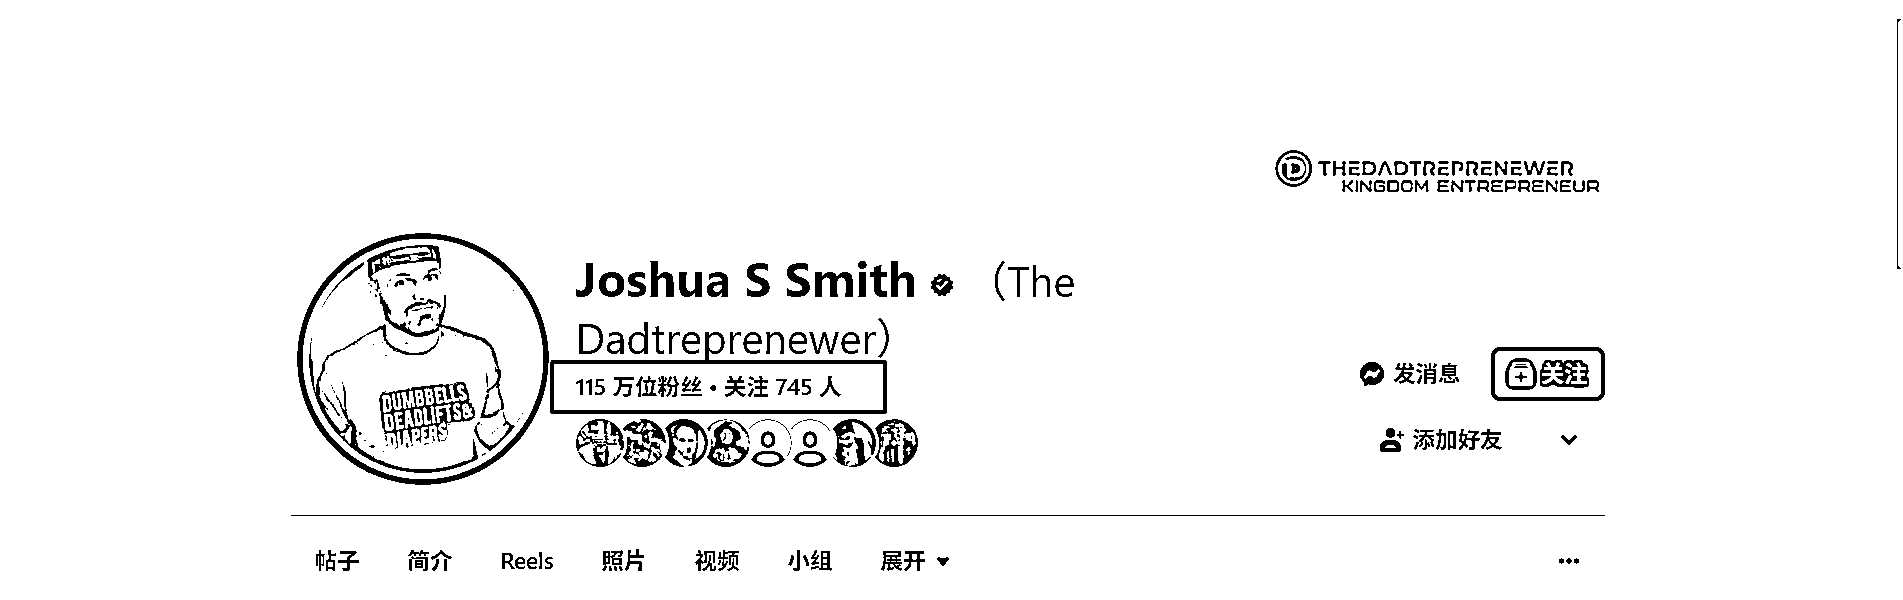 THEDADTREPRENEWER
KINGDOM ENTREPRENEUR
Joshua S Smith (The
Dadtreprenewer)
115 万位粉丝 • 关注 745 人
DUMBBELLS
DEADLIFTS&
DIAPERS
发消息
关注
添加好友
帖子 简介 Reels 照片 视频 小组 展开